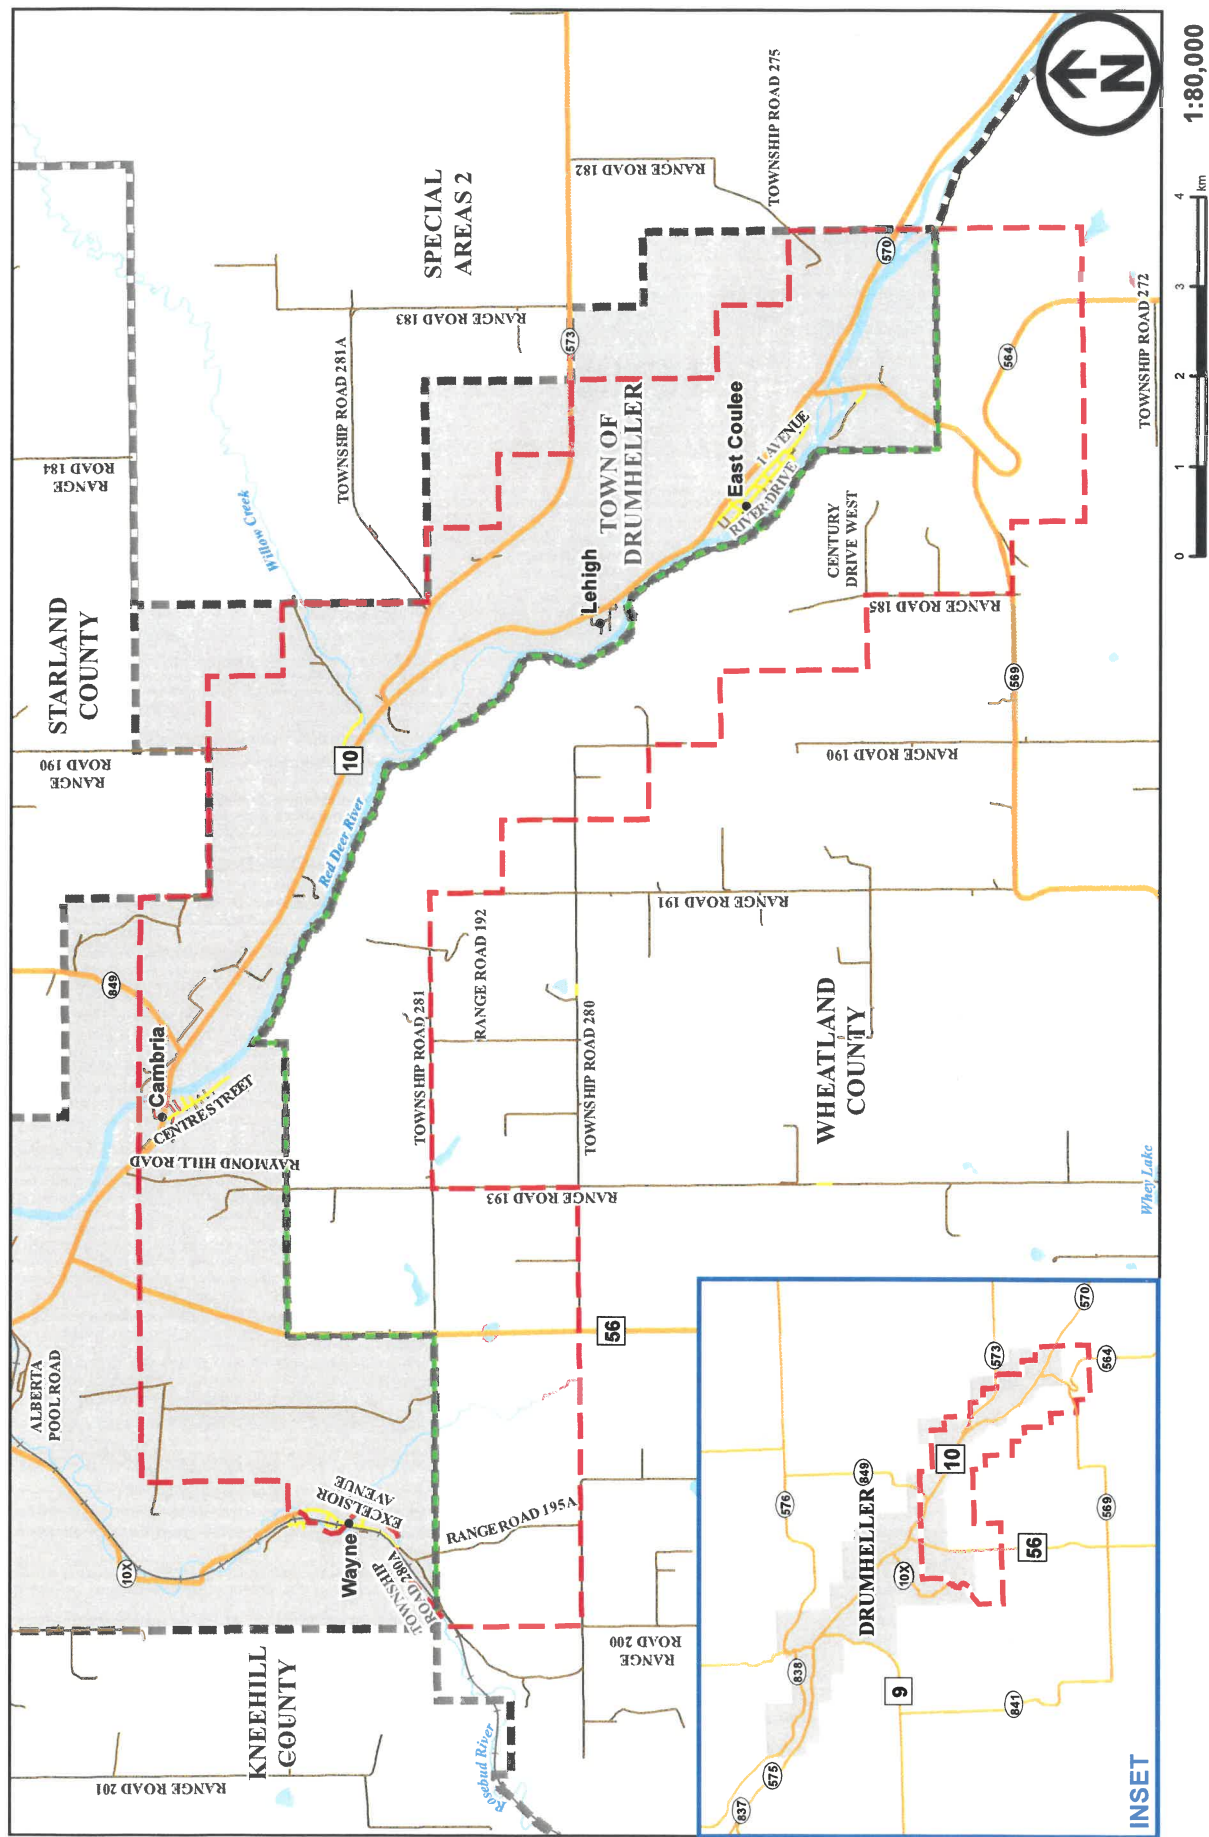 STARLAND
COUNTY
SPECIAL
AREAS 2
KNEEHILL
COUNTY
WHEATLAND
COUNTY
TOWN OF
DRUMHELLER
RANGE
ROAD 184
RANGE
ROAD 190
Willow Creek
TOWNSHIP ROAD 281A
RANGE ROAD 183
RANGE ROAD 182
TOWNSHIP ROAD 275
573
570
564
TOWNSHIP ROAD 272
East Coulee
1 AVENUE
RIVER DRIVE
Lehigh
CENTURY
DRIVE WEST
RANGE ROAD 185
569
RANGE ROAD 190
10
Red Deer River
849
Cambria
CENTRE STREET
RAYMOND HILL ROAD
RANGE ROAD 191
RANGE ROAD 192
TOWNSHIP ROAD 281
TOWNSHIP ROAD 280
RANGE ROAD 193
Whey Lake
56
ALBERTA
POOL ROAD
10X
EXCELSIOR
AVENUE
Wayne
TOWNSHIP
ROAD 280A
RANGE ROAD 195A
RANGE
ROAD 200
RANGE ROAD 201
Rosebud River
INSET
837
575
838
9
841
DRUMHELLER
576
849
10X
10
56
569
573
570
564
N
1:80,000
0
1
2
3
4
km